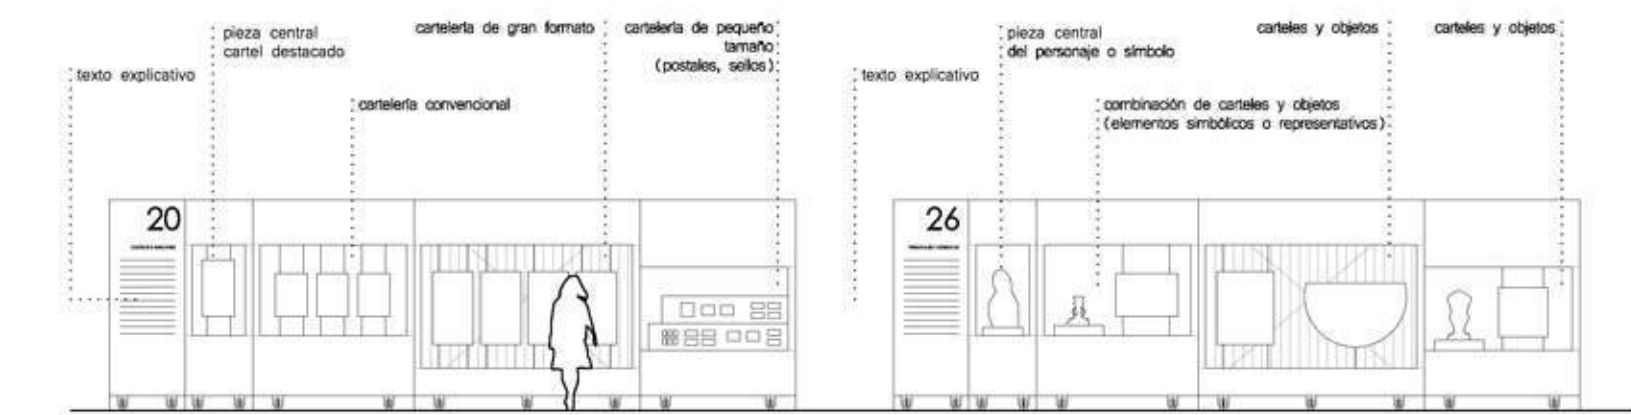 pieza central
cartel destacado
cartelería de gran formato
cartelería de pequeño
tamaño
(postales, sellos)
texto explicativo
cartelería convencional
20
pieza central
del personaje o símbolo
carteles y objetos
carteles y objetos
texto explicativo
combinación de carteles y objetos
(elementos simbólicos o representativos)
26